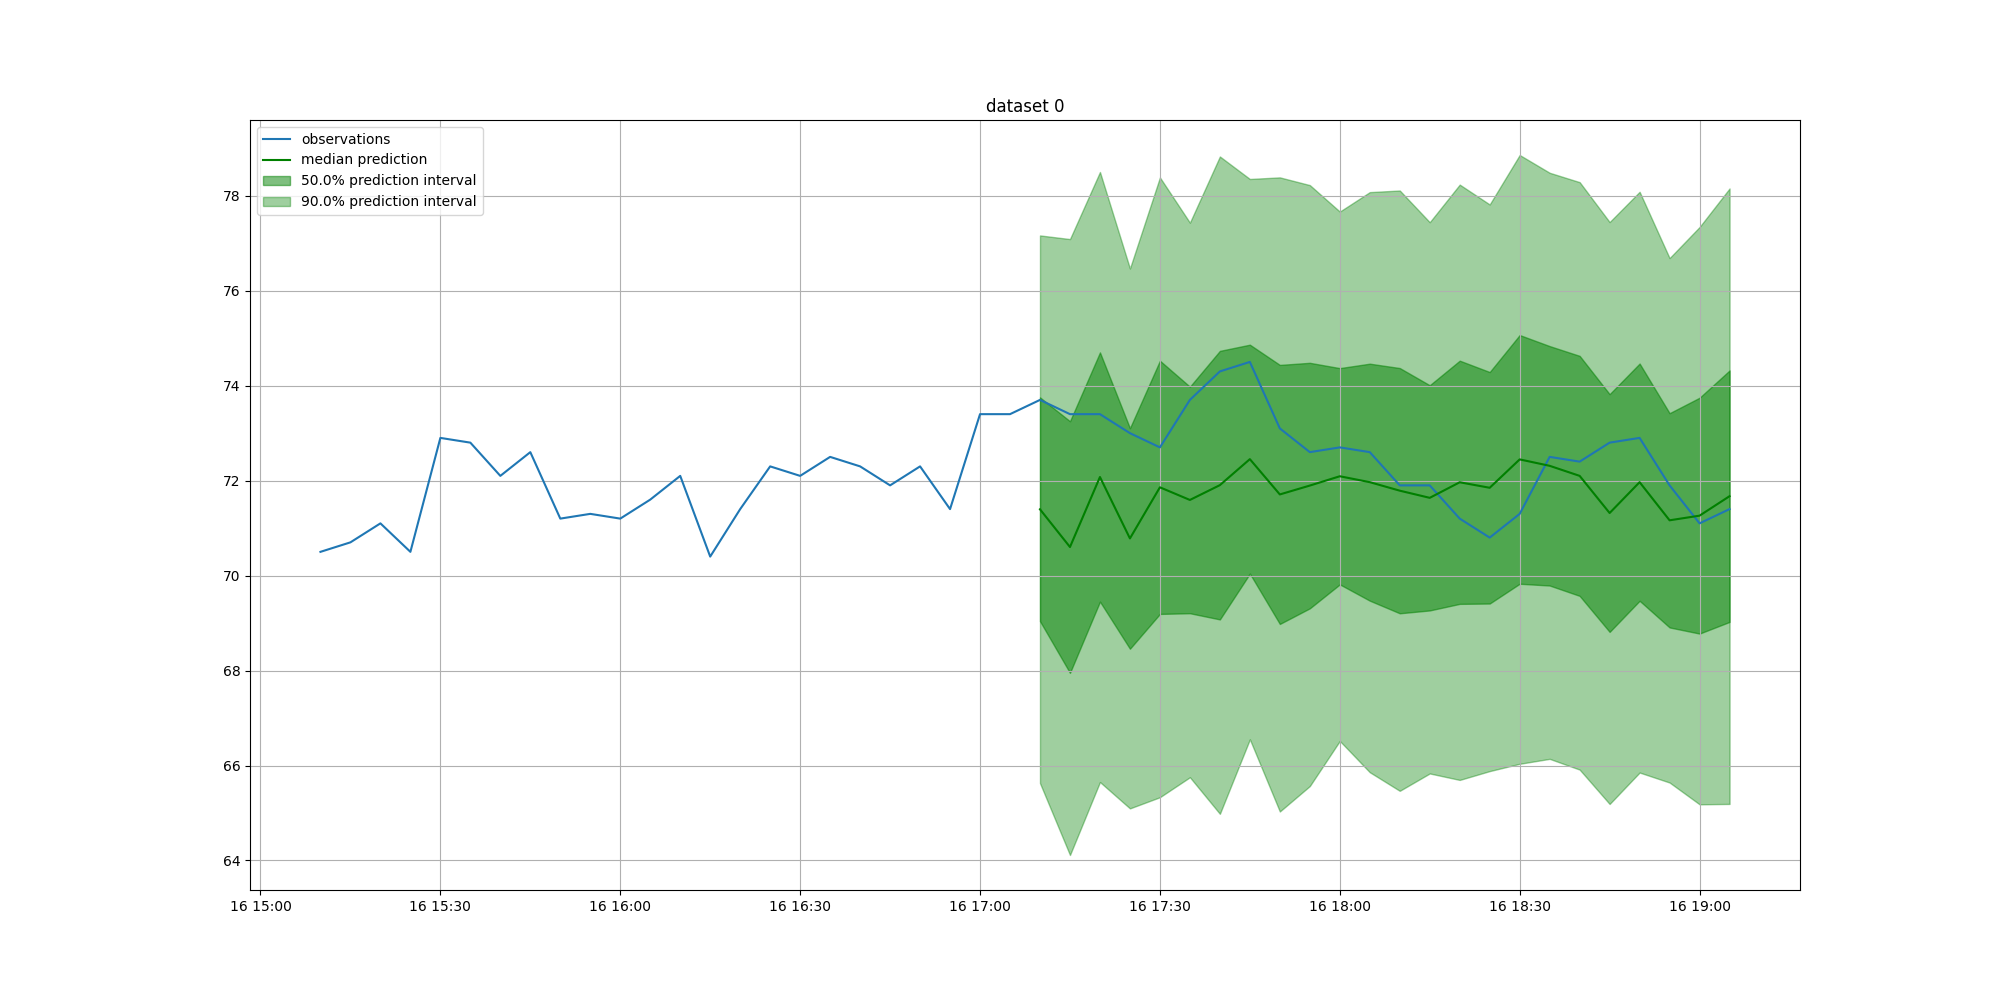 dataset 0
observations
median prediction
50.0% prediction interval
90.0% prediction interval
78
76
74
72
70
68
66
64
16 15:00 16 15:30 16 16:00 16 16:30 16 17:00 16 17:30 16 18:00 16 18:30 16 19:00